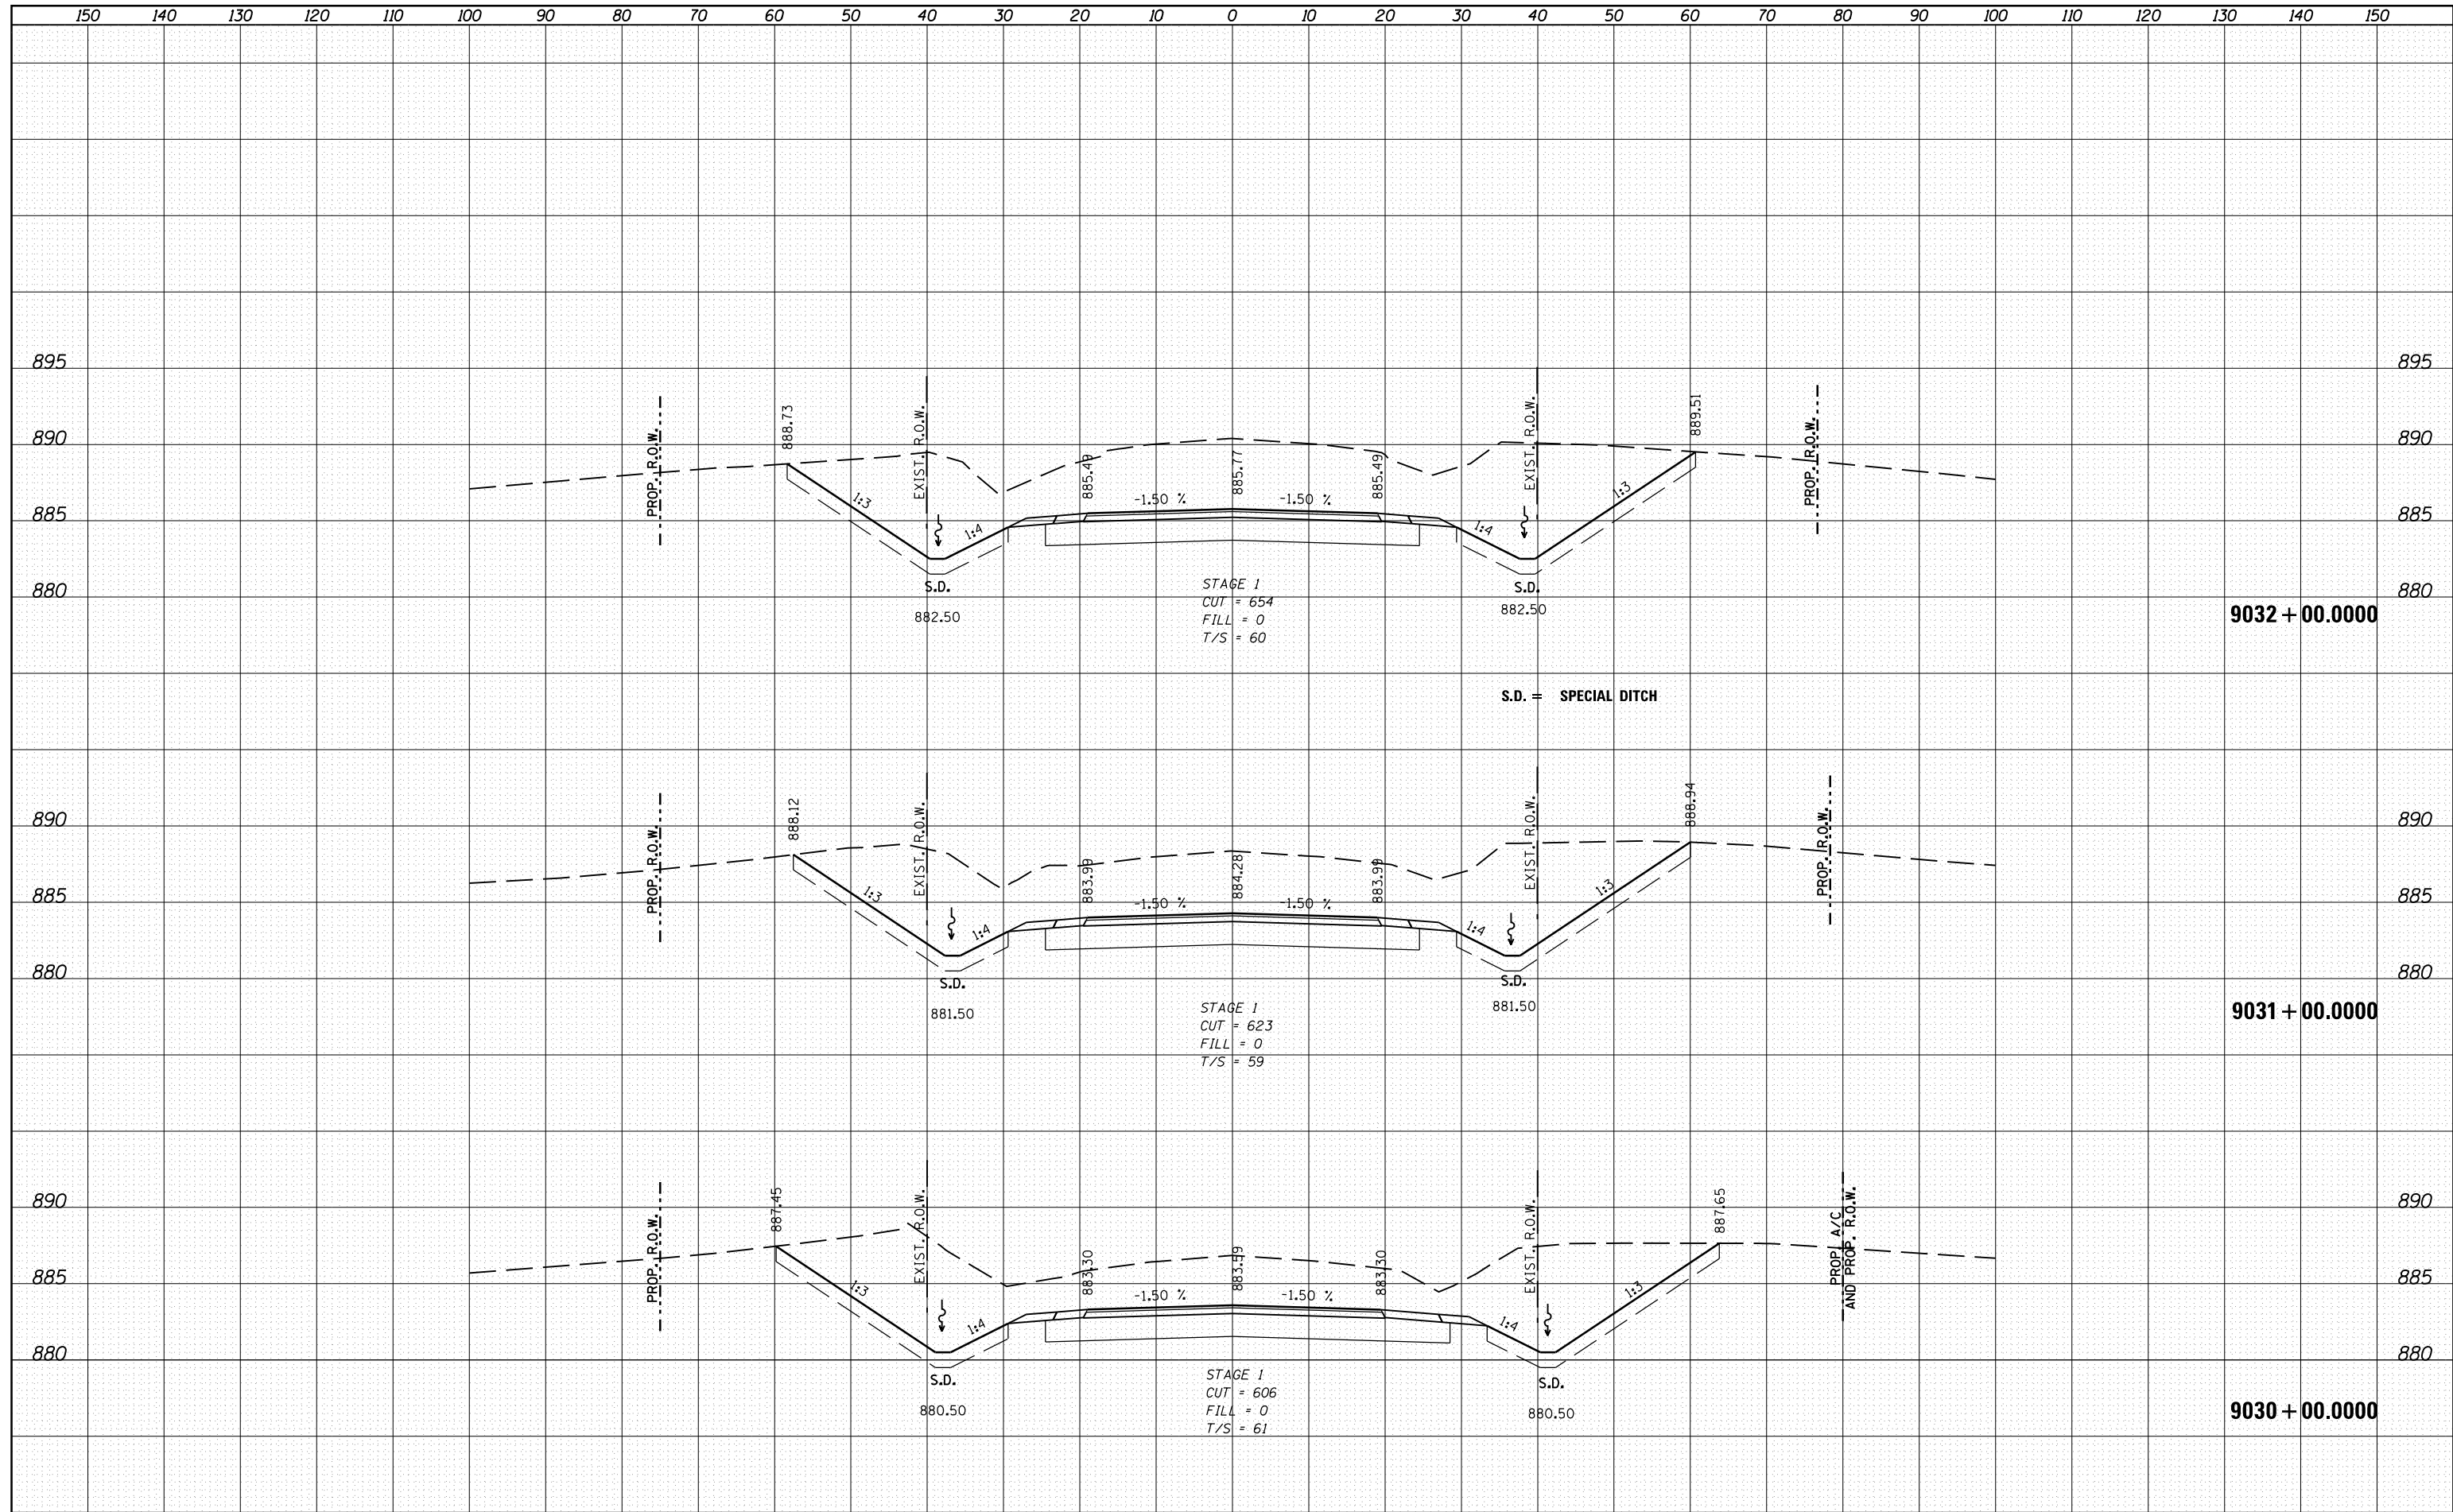 150 140 130 120 110 100 90 80 70 60 50 40 30 20 10 0 10 20 30 40 50 60 70 80 90 100 110 120 130 140 150
895 895
890 890
885 885
880 880
PROP. R.O.W.
888.73
1:3
EXIST. R.O.W.
1:4
885.49
-1.50 %
885.77
-1.50 %
885.49
1:4
EXIST. R.O.W.
1:3
889.51
PROP. R.O.W.
S.D.
882.50
STAGE 1
CUT = 654
FILL = 0
T/S = 60
S.D.
882.50
9032+00.0000
S.D. = SPECIAL DITCH
890 890
885 885
880 880
PROP. R.O.W.
888.12
1:3
EXIST. R.O.W.
1:4
883.99
-1.50 %
884.28
-1.50 %
883.99
1:4
EXIST. R.O.W.
1:3
888.94
PROP. R.O.W.
S.D.
881.50
STAGE 1
CUT = 623
FILL = 0
T/S = 59
S.D.
881.50
9031+00.0000
890 890
885 885
880 880
PROP. R.O.W.
887.45
1:3
EXIST. R.O.W.
1:4
883.30
-1.50 %
883.59
-1.50 %
883.30
1:4
EXIST. R.O.W.
1:3
887.65
PROP. A/C
AND PROP. R.O.W.
S.D.
880.50
STAGE 1
CUT = 606
FILL = 0
T/S = 61
S.D.
880.50
9030+00.0000